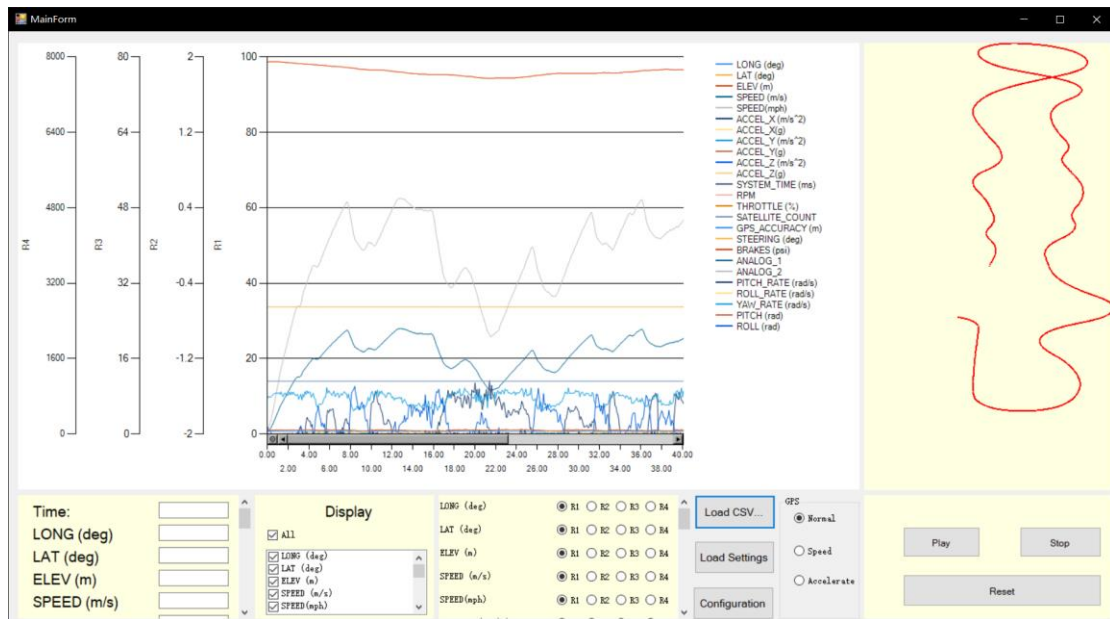 MainForm
8000
6400
4800
3200
1600
0
R4
80
64
48
32
16
0
R3
2
1.2
0.4
-0.4
-1.2
-2
R2
100
80
60
40
20
0
R1
0.00 4.00 8.00 12.00 16.00 20.00 24.00 28.00 32.00 36.00 40.00
2.00 6.00 10.00 14.00 18.00 22.00 26.00 30.00 34.00 38.00
LONG (deg)
LAT (deg)
ELEV (m)
SPEED (m/s)
SPEED(mph)
ACCEL_X (m/s^2)
ACCEL_X(g)
ACCEL_Y (m/s^2)
ACCEL_Y(g)
ACCEL_Z (m/s^2)
ACCEL_Z(g)
SYSTEM_TIME (ms)
RPM
THROTTLE (%)
SATELLITE_COUNT
GPS_ACCURACY (m)
STEERING (deg)
BRAKES (psi)
ANALOG_1
ANALOG_2
PITCH_RATE (rad/s)
ROLL_RATE (rad/s)
YAW_RATE (rad/s)
PITCH (rad)
ROLL (rad)
Time:
LONG (deg)
LAT (deg)
ELEV (m)
SPEED (m/s)
Display
All
LONG (deg)
LAT (deg)
ELEV (m)
SPEED (m/s)
SPEED(mph)
LONG (deg) R1 R2 R3 R4
LAT (deg) R1 R2 R3 R4
ELEV (m) R1 R2 R3 R4
SPEED (m/s) R1 R2 R3 R4
SPEED(mph) R1 R2 R3 R4
Load CSV...
Load Settings
Configuration
GPS
Normal
Speed
Accelerate
Play
Stop
Reset